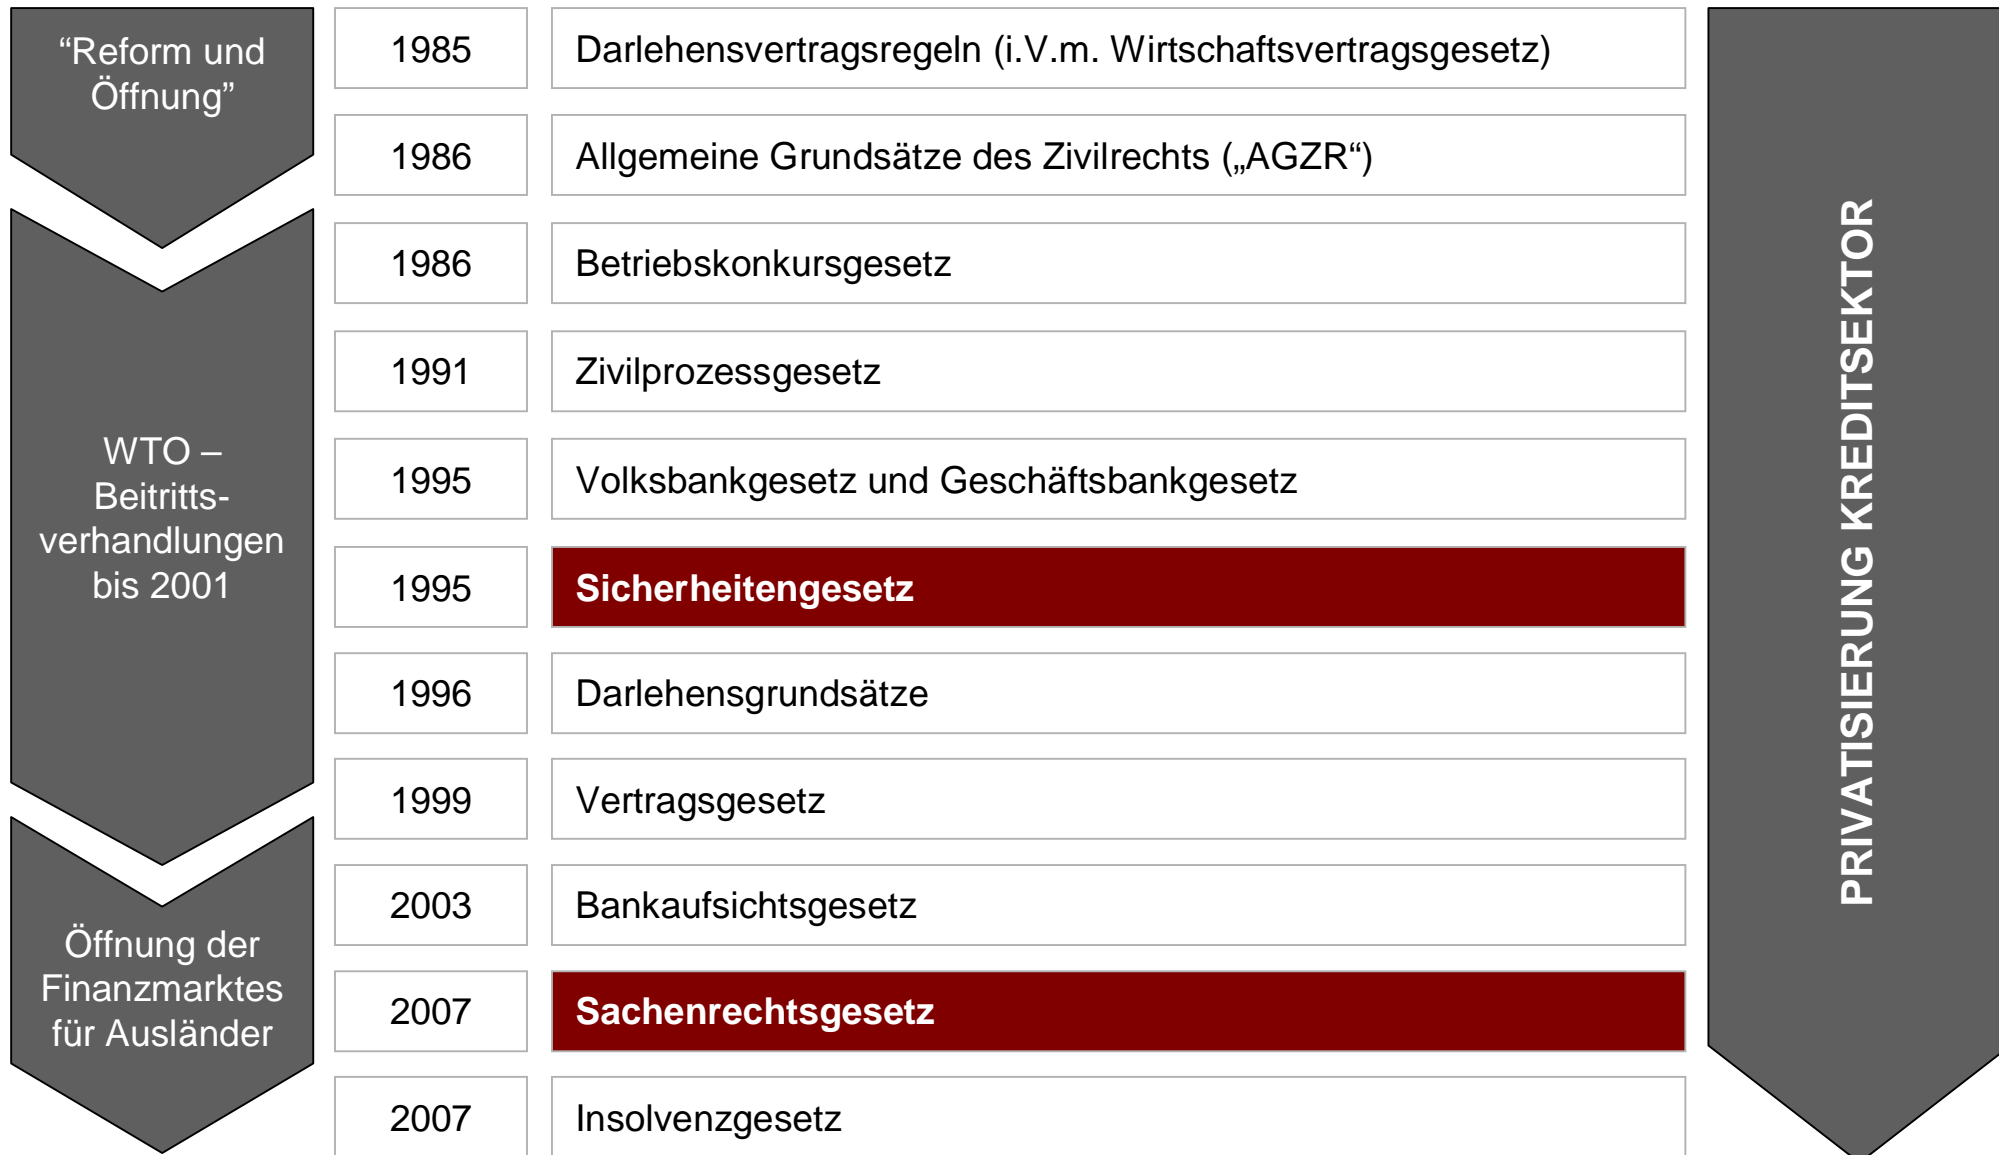 “Reform und
Öffnung”
WTO –
Beitritts-
verhandlungen
bis 2001
Öffnung der
Finanzmarktes
für Ausländer
1985
Darlehensvertragsregeln (i.V.m. Wirtschaftsvertragsgesetz)
1986
Allgemeine Grundsätze des Zivilrechts („AGZR“)
1986
Betriebskonkursgesetz
1991
Zivilprozessgesetz
1995
Volksbankgesetz und Geschäftsbankgesetz
1995
Sicherheitengesetz
1996
Darlehensgrundsätze
1999
Vertragsgesetz
2003
Bankaufsichtsgesetz
2007
Sachenrechtsgesetz
2007
Insolvenzgesetz
PRIVATISIERUNG KREDITSEKTOR